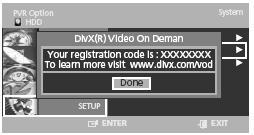 PVR Option
System
HDD
DivX(R) Video On Deman
Your registration code is : XXXXXXXX
To learn more visit www.divx.com/vod
Done
SETUP
ENTER
EXIT